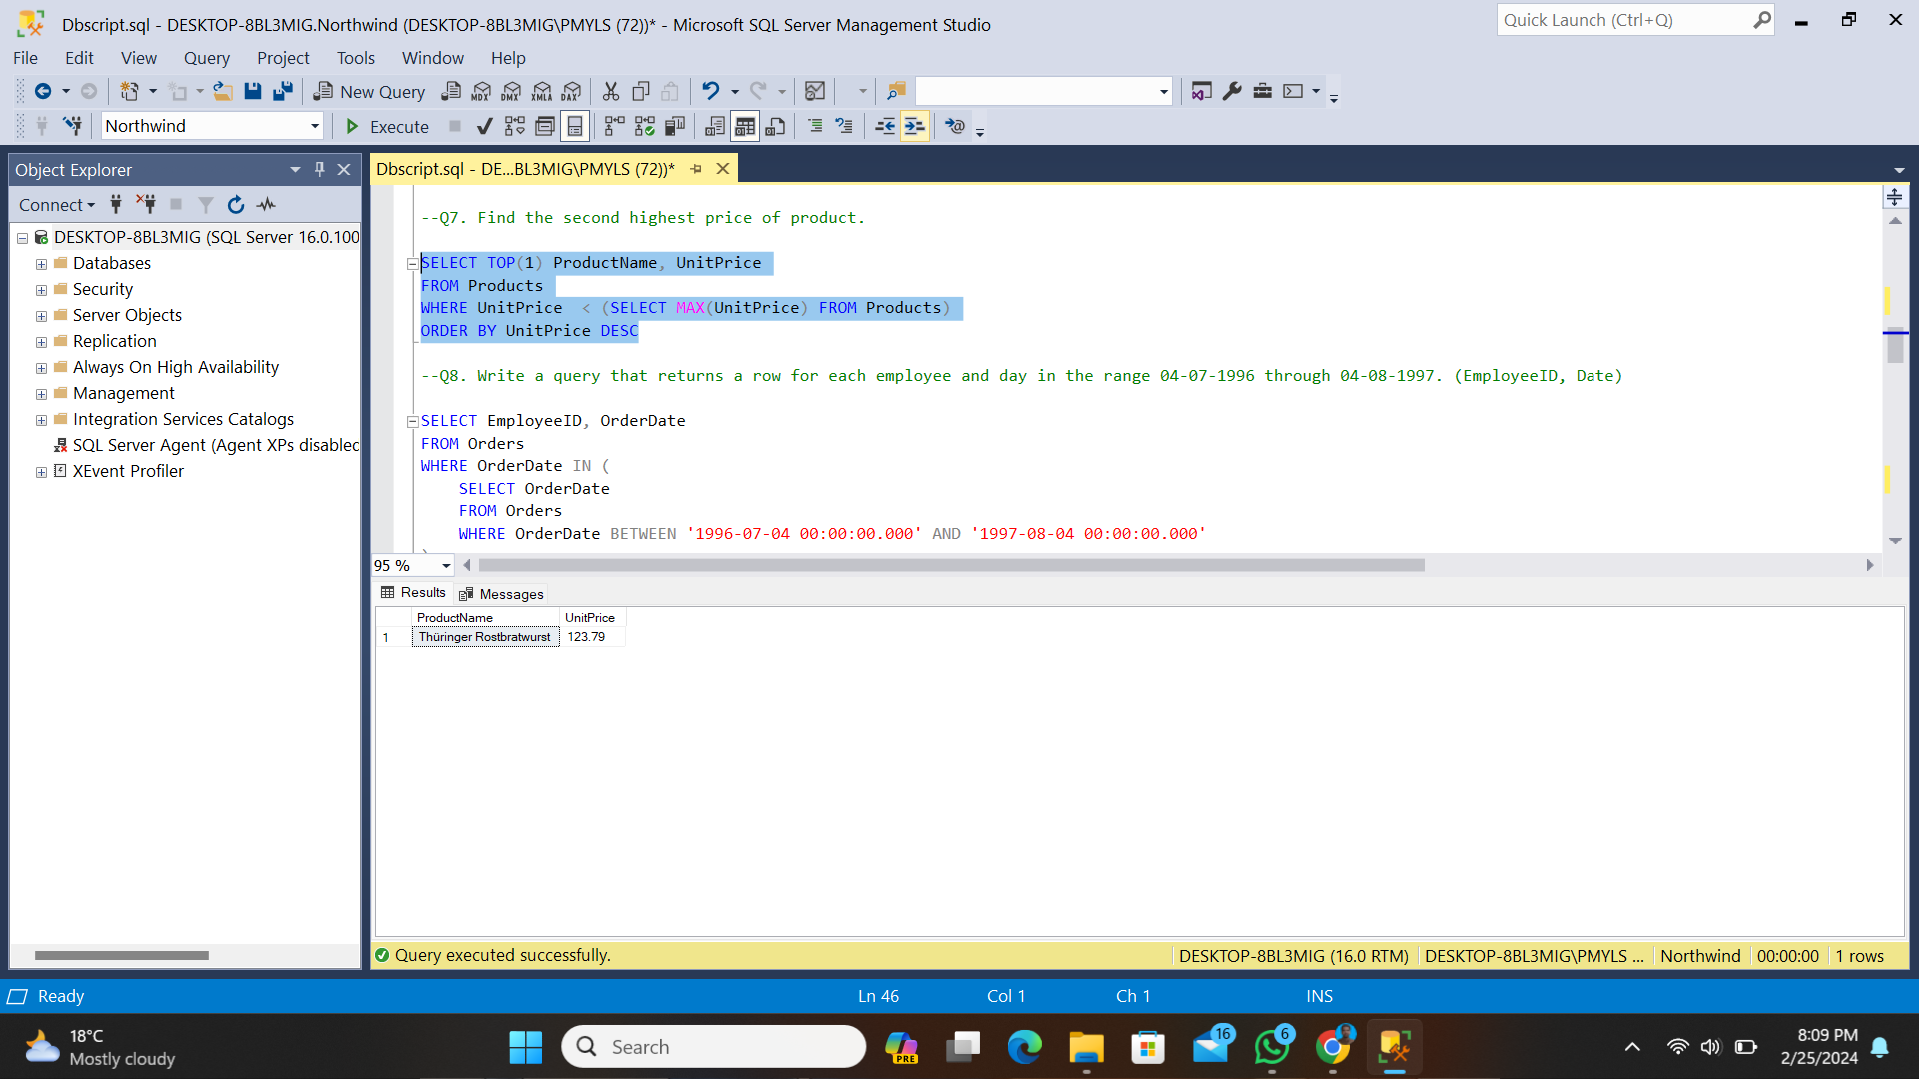 Dbscript.sql - DESKTOP-8BL3MIG.Northwind (DESKTOP-8BL3MIG\PMYLS (72))* - Microsoft SQL Server Management Studio
Quick Launch (Ctrl+Q)
File Edit View Query Project Tools Window Help
New Query MDX DMX XMLA DAX
Northwind Execute
Object Explorer
Dbscript.sql - DE...BL3MIG\PMYLS (72))*
Connect
DESKTOP-8BL3MIG (SQL Server 16.0.100
Databases
Security
Server Objects
Replication
Always On High Availability
Management
Integration Services Catalogs
SQL Server Agent (Agent XPs disabled
XEvent Profiler
--Q7. Find the second highest price of product.
SELECT TOP(1) ProductName, UnitPrice
FROM Products
WHERE UnitPrice < (SELECT MAX(UnitPrice) FROM Products)
ORDER BY UnitPrice DESC
--Q8. Write a query that returns a row for each employee and day in the range 04-07-1996 through 04-08-1997. (EmployeeID, Date)
SELECT EmployeeID, OrderDate
FROM Orders
WHERE OrderDate IN (
SELECT OrderDate
FROM Orders
WHERE OrderDate BETWEEN '1996-07-04 00:00:00.000' AND '1997-08-04 00:00:00.000'
95 %
Results Messages
ProductName UnitPrice
1 Thüringer Rostbratwurst 123.79
Query executed successfully.
DESKTOP-8BL3MIG (16.0 RTM) DESKTOP-8BL3MIG\PMYLS ... Northwind 00:00:00 1 rows
Ready Ln 46 Col 1 Ch 1 INS
18°C
Mostly cloudy
Search
PRE
16
6
8:09 PM
2/25/2024